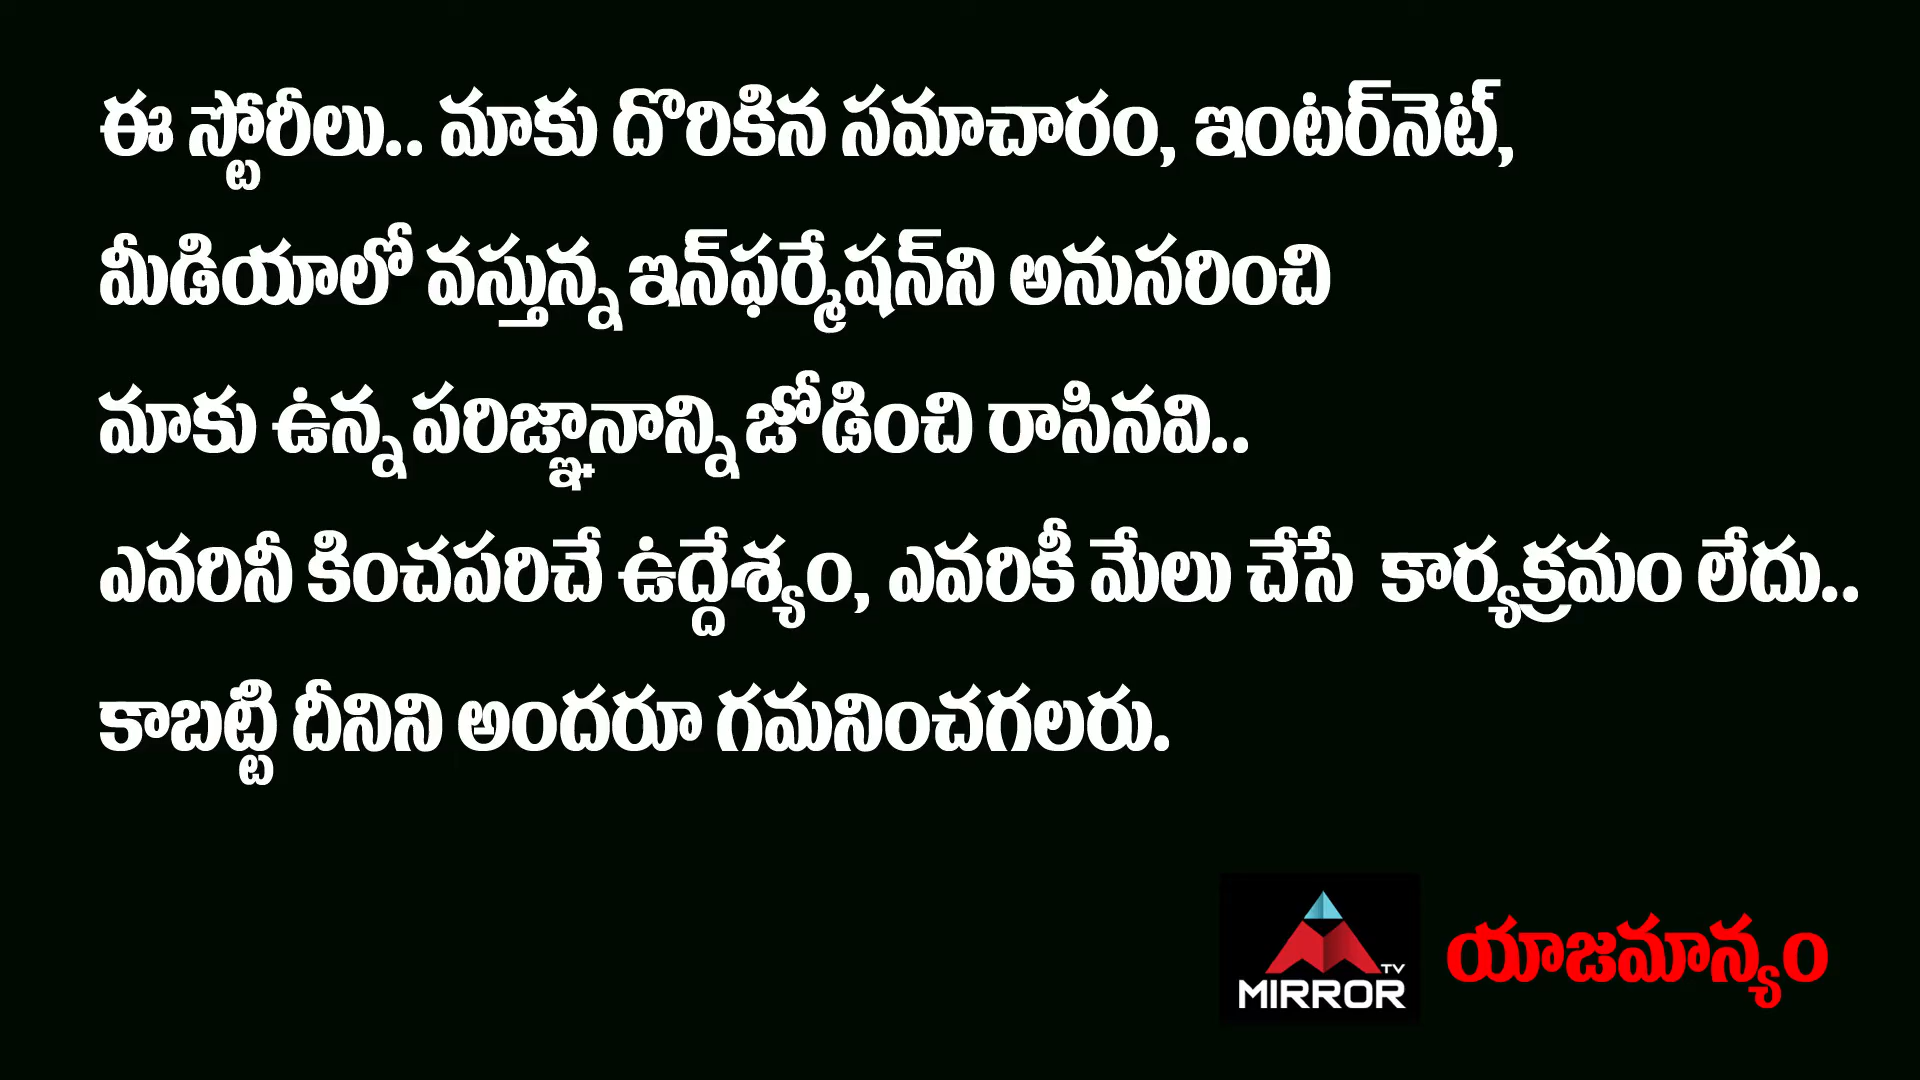 ఈ స్టోరీలు.. మాకు దొరికిన సమాచారం, ఇంటర్‌నెట్,
మీడియాలో వస్తున్న ఇన్‌ఫర్మేషన్‌ని అనుసరించి
మాకు ఉన్న పరిజ్ఞానాన్ని జోడించి రాసినవి..
ఎవరినీ కించపరిచే ఉద్దేశ్యం, ఎవరికీ మేలు చేసే కార్యక్రమం లేదు..
కాబట్టి దీనిని అందరూ గమనించగలరు.
TV
MIRROR
యాజమాన్యం